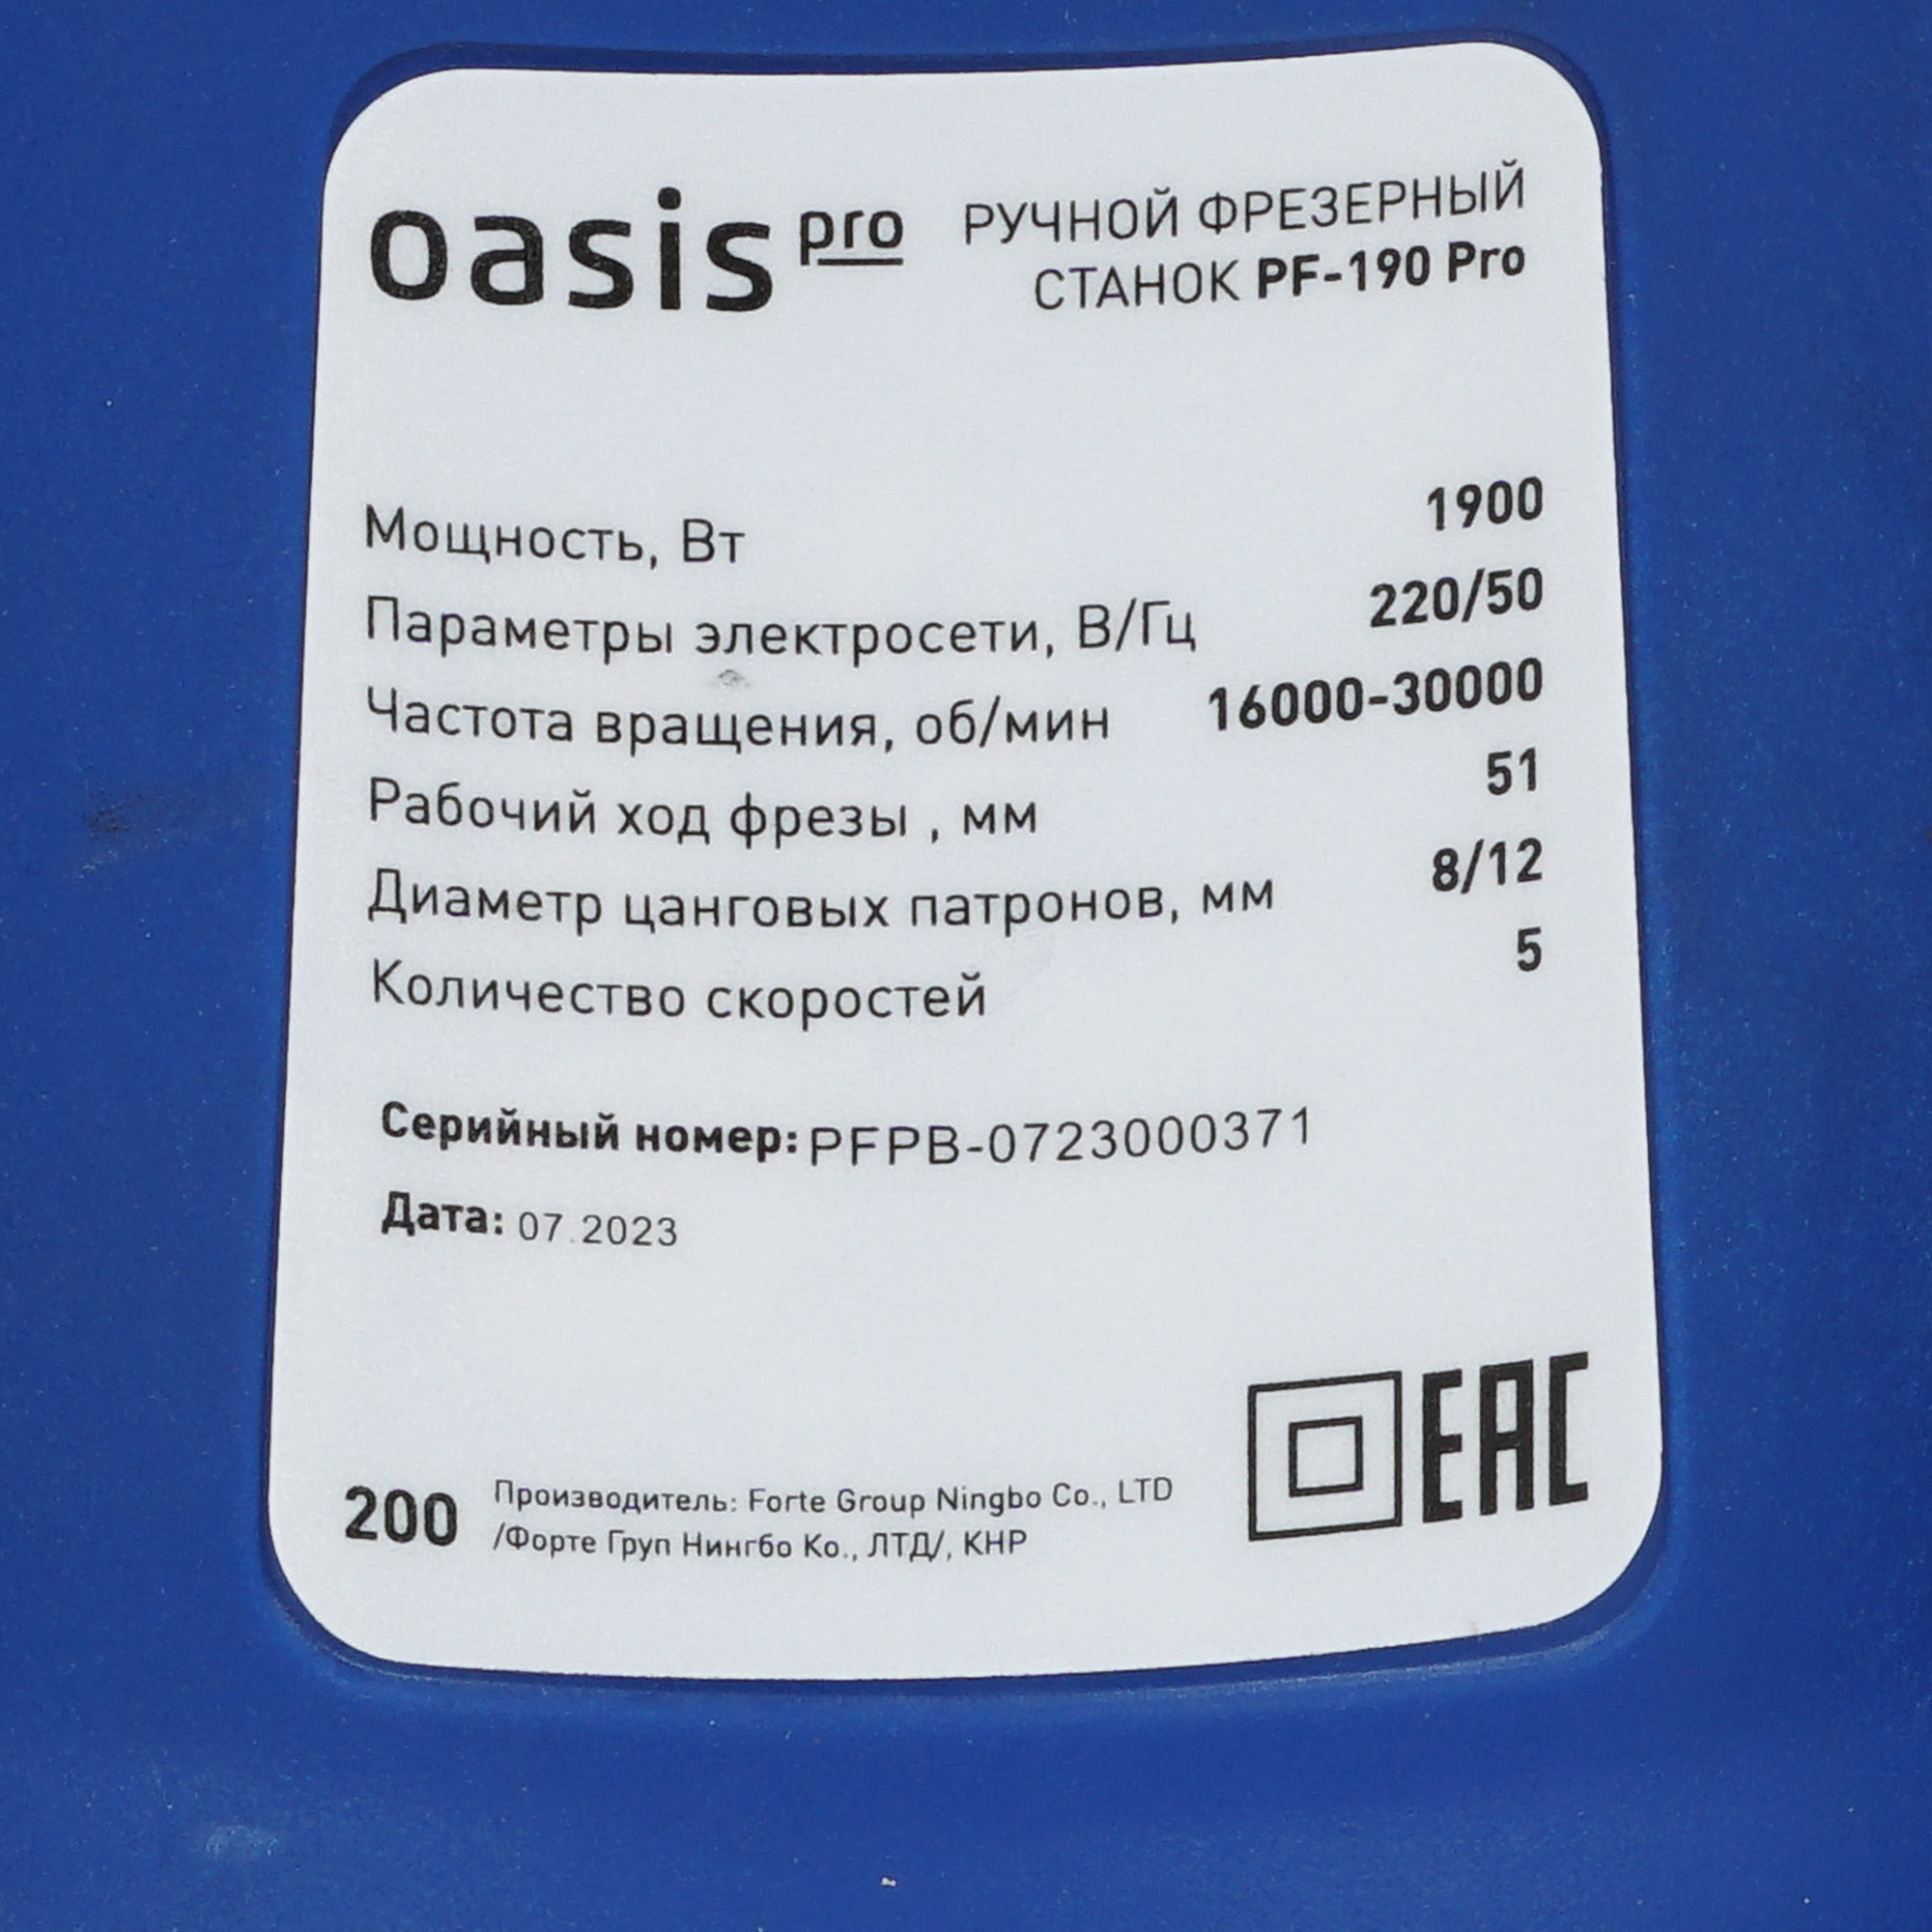 oasis pro
РУЧНОЙ ФРЕЗЕРНЫЙ
СТАНОК PF-190 Pro
Мощность, Вт 1900
Параметры электросети, В/Гц 220/50
Частота вращения, об/мин 16000-30000
Рабочий ход фрезы , мм 51
Диаметр цанговых патронов, мм 8/12
Количество скоростей 5
Серийный номер: PFPB-0723000371
Дата: 07.2023
200
Производитель: Forte Group Ningbo Co., LTD
/Форте Груп Нингбо Ко., ЛТД/, КНР
EAC